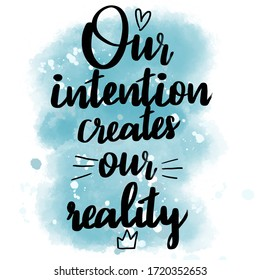 Our
intention
creates
our
reality
shutterstock.com · 1720352653